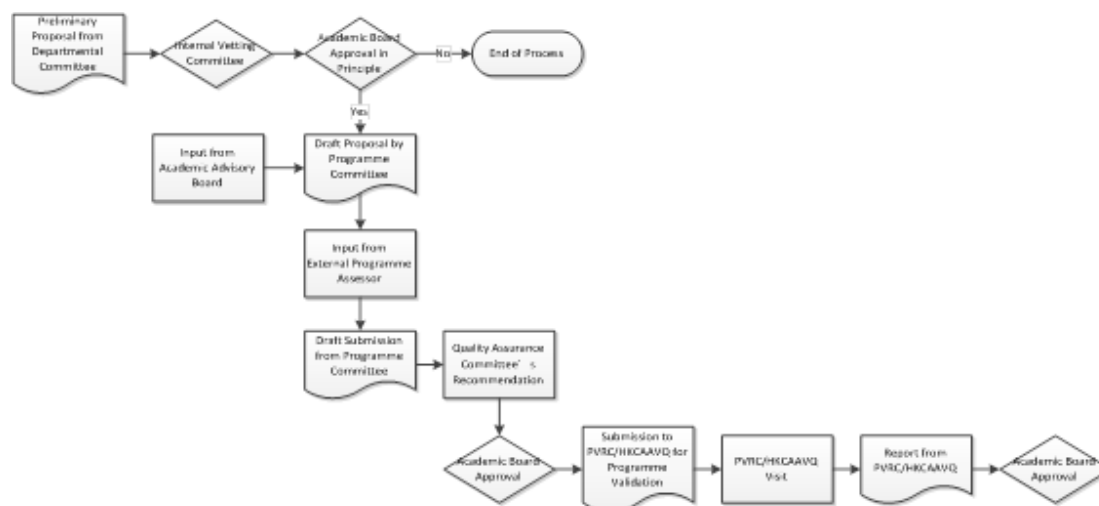 Preliminary
Proposal from
Departmental
Committee
Internal Vetting
Committee
Academic Board
Approval in
Principle
No
End of Process
Yes
Input from
Academic Advisory
Board
Draft Proposal by
Programme
Committee
Input from
External Programme
Assessor
Draft Submission
from Programme
Committee
Quality Assurance
Committee's
Recommendation
Academic Board
Approval
Submission to
PVRC/HKCAAVQ for
Programme
Validation
PVRC/HKCAAVQ
Visit
Report from
PVRC/HKCAAVQ
Academic Board
Approval